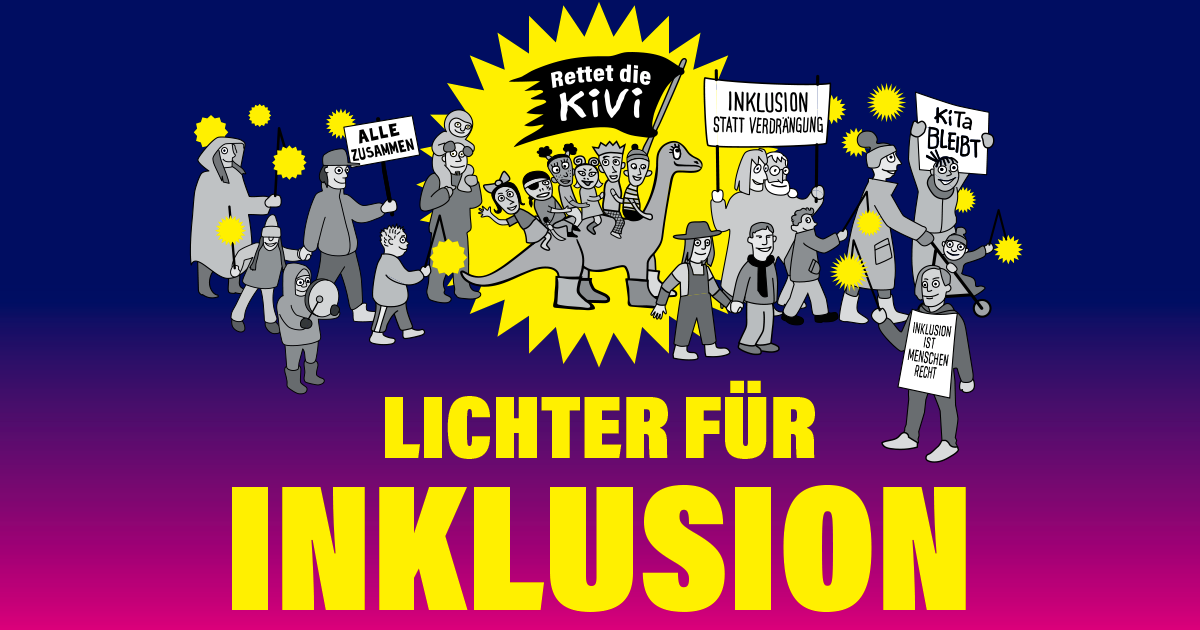 Rettet die
KiVi
INKLUSION
STATT VERDRÄNGUNG
KiTa
BLEIBT
ALLE
ZUSAMMEN
INKLUSION
IST
MENSCHEN
RECHT
LICHTER FÜR
INKLUSION